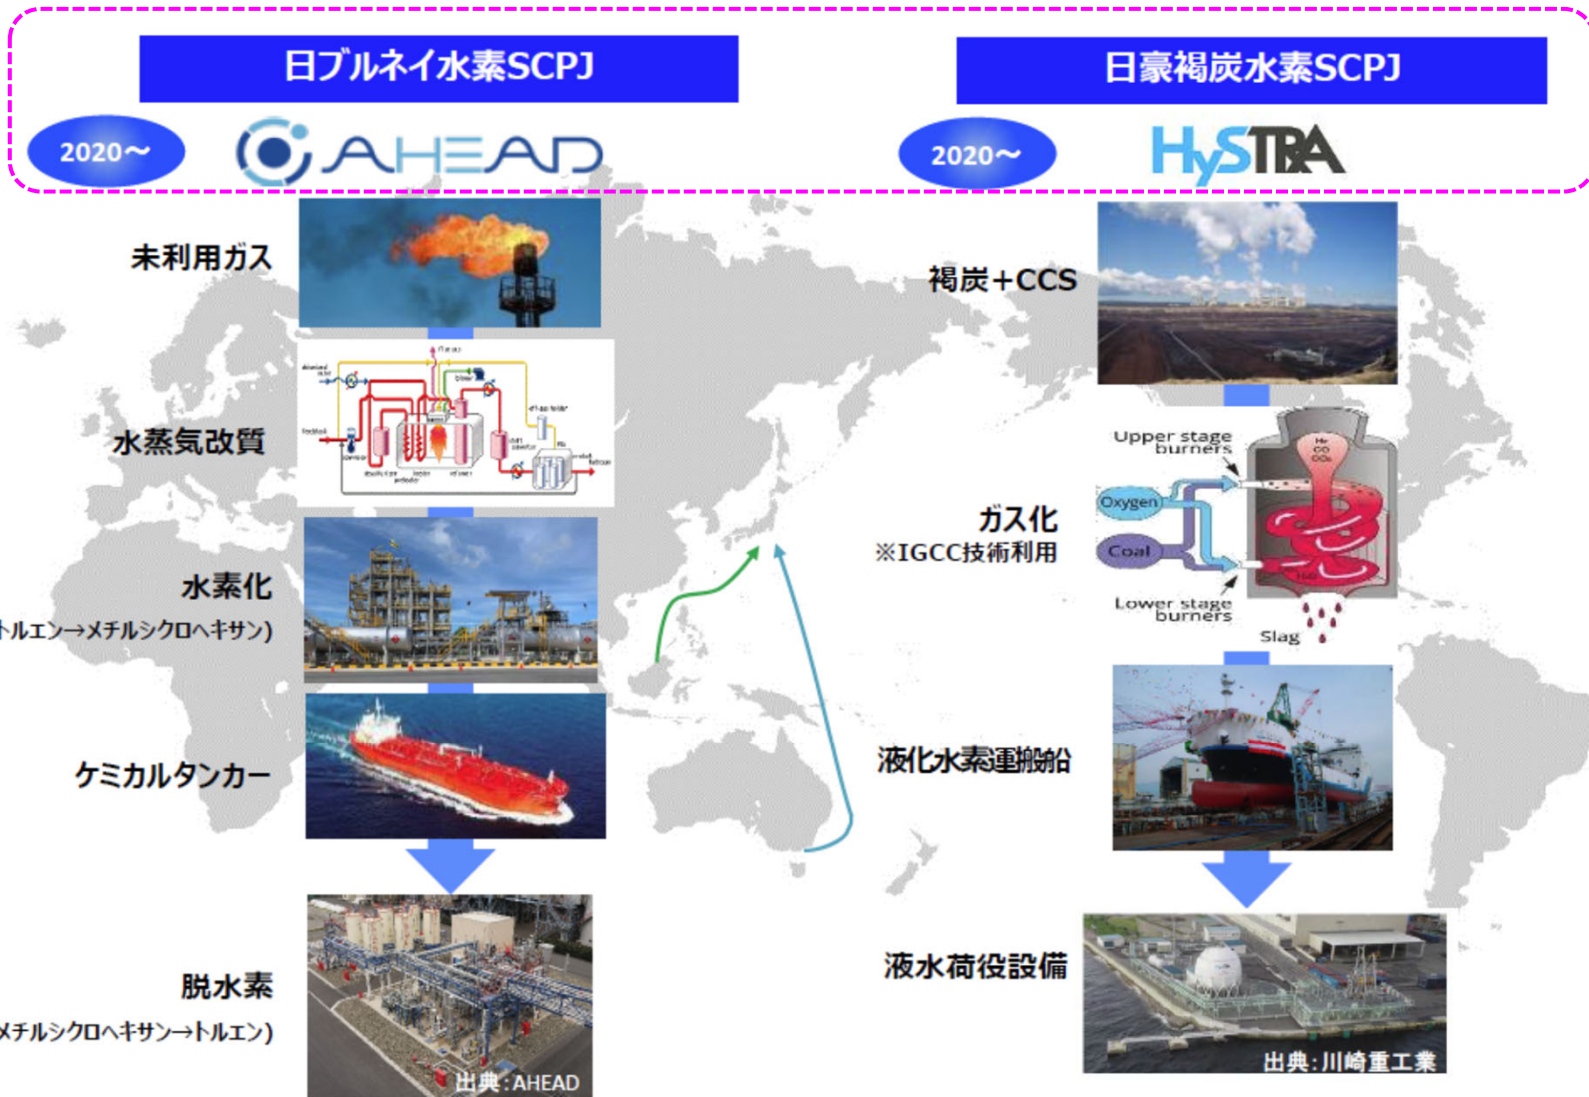 日ブルネイ水素SCPJ
2020～
AHEAD
未利用ガス
水蒸気改質
水素化
トルエン→メチルシクロヘキサン)
ケミカルタンカー
脱水素
メチルシクロヘキサン→トルエン)
出典：AHEAD
日豪褐炭水素SCPJ
2020～
HySTRA
褐炭+CCS
ガス化
※IGCC技術利用
Upper stage
burners
Oxygen
Coal
Lower stage
burners
Slag
液化水素運搬船
液水荷役設備
出典：川崎重工業